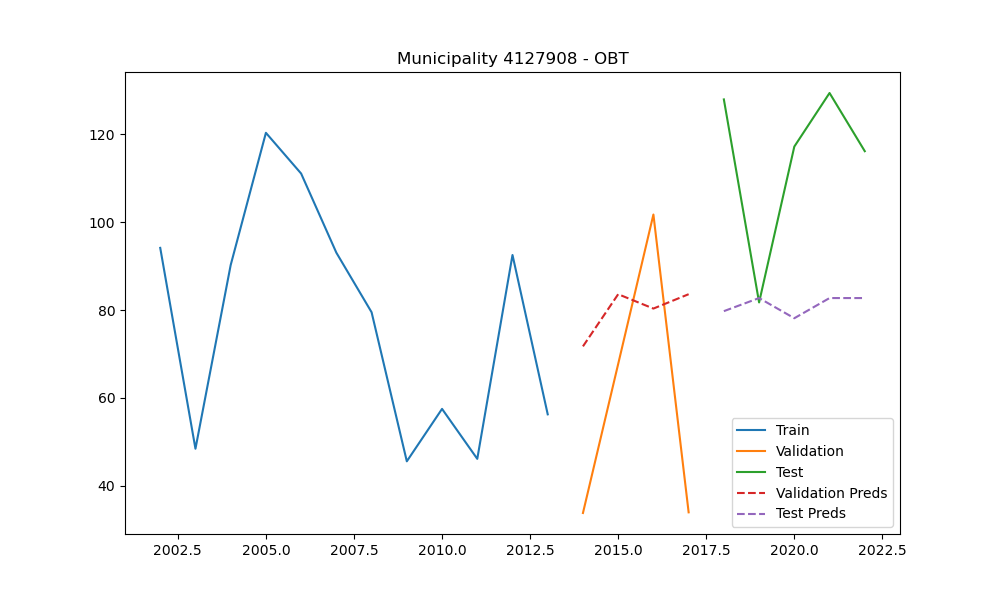 Municipality 4127908 - OBT
120
100
80
60
40
2002.5 2005.0 2007.5 2010.0 2012.5 2015.0 2017.5 2020.0 2022.5
Train
Validation
Test
Validation Preds
Test Preds